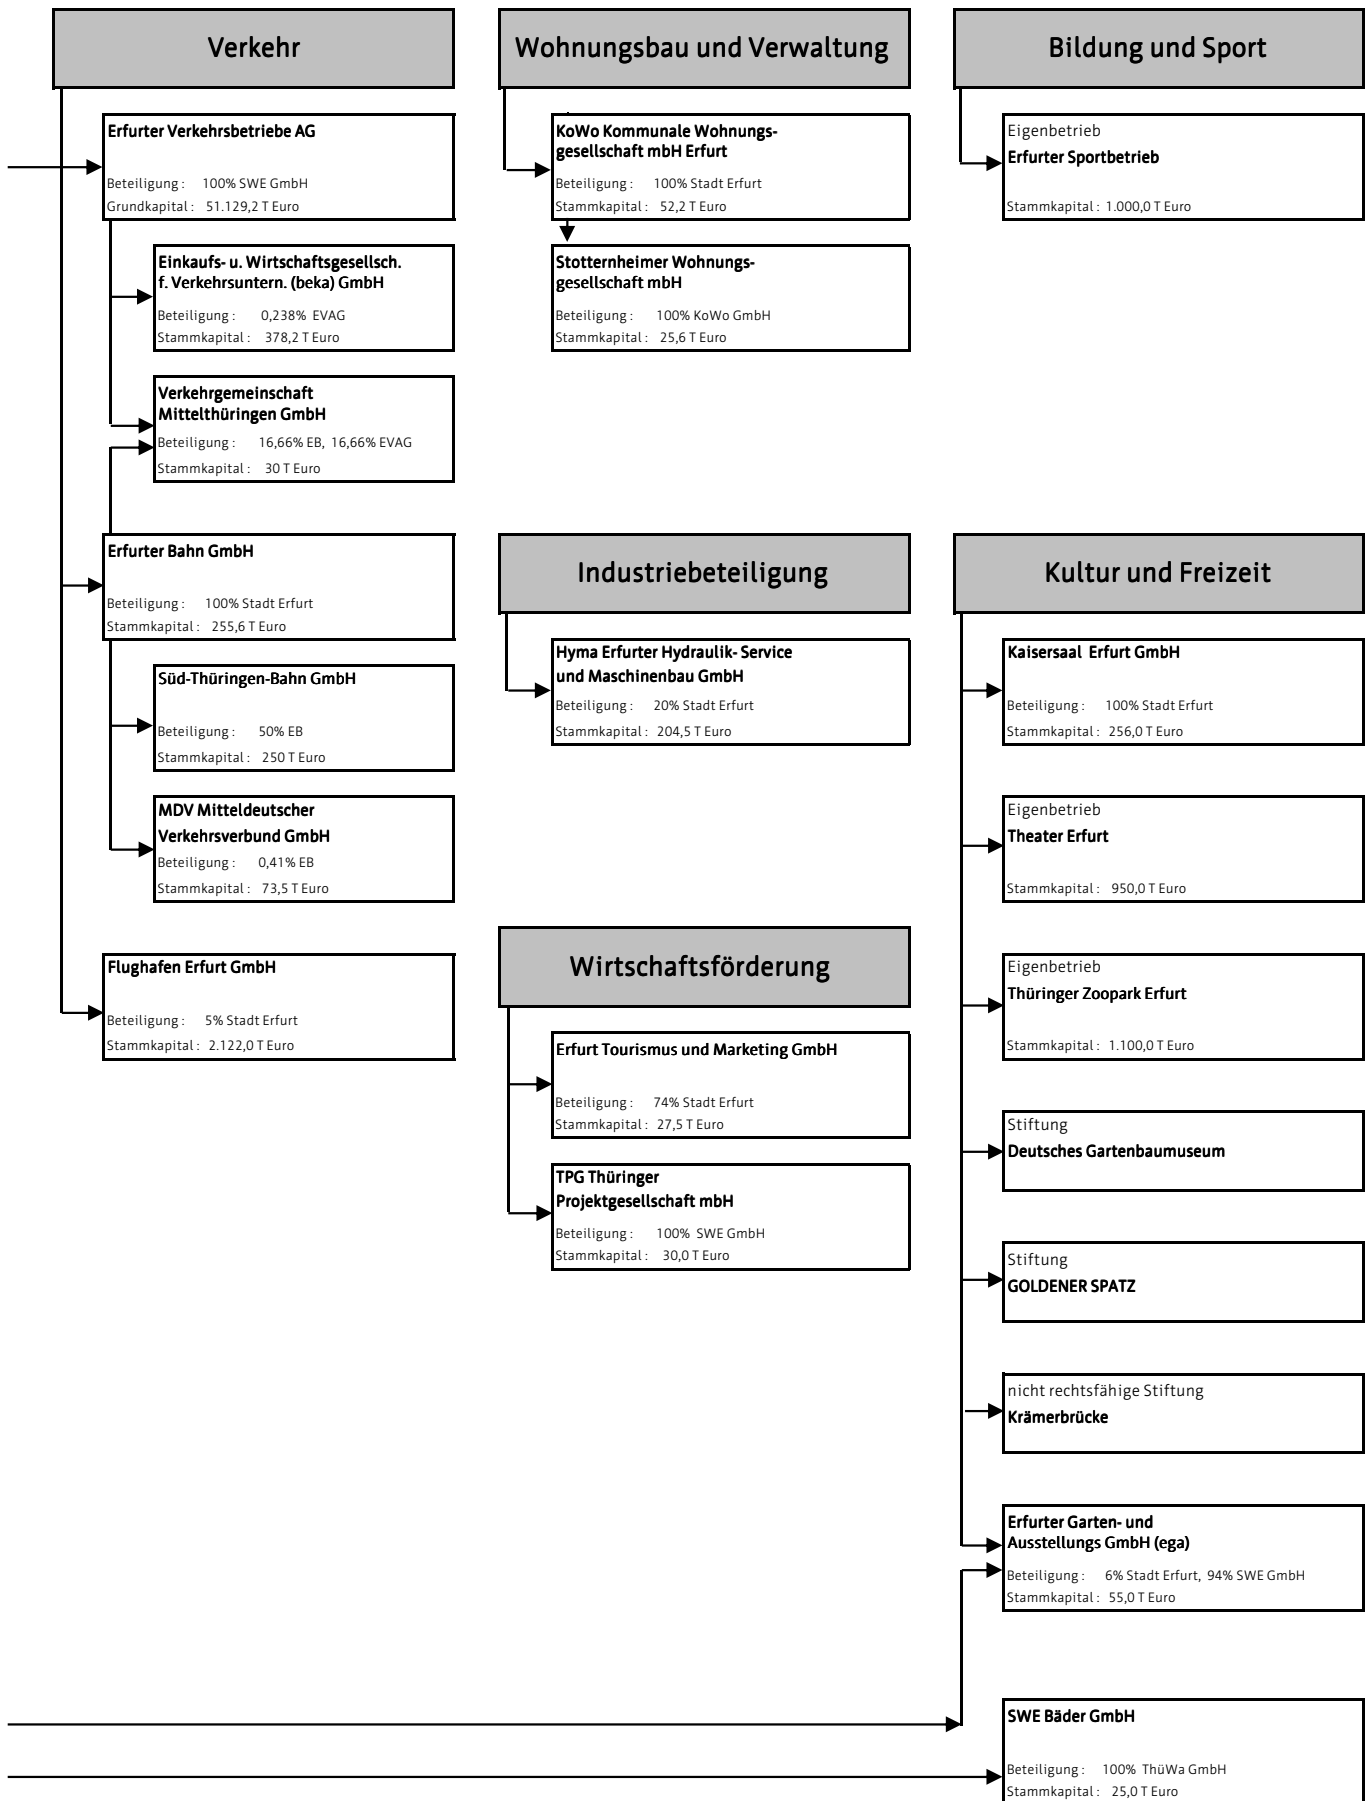 Verkehr
Erfurter Verkehrsbetriebe AG
Beteiligung : 100% SWE GmbH
Grundkapital : 51.129,2 T Euro
Einkaufs- u. Wirtschaftsgesellsch.
f. Verkehrsuntern. (beka) GmbH
Beteiligung : 0,238% EVAG
Stammkapital : 378,2 T Euro
Verkehrgemeinschaft
Mittelthüringen GmbH
Beteiligung : 16,66% EB, 16,66% EVAG
Stammkapital : 30 T Euro
Erfurter Bahn GmbH
Beteiligung : 100% Stadt Erfurt
Stammkapital : 255,6 T Euro
Süd-Thüringen-Bahn GmbH
Beteiligung : 50% EB
Stammkapital : 250 T Euro
MDV Mitteldeutscher
Verkehrsverbund GmbH
Beteiligung : 0,41% EB
Stammkapital : 73,5 T Euro
Flughafen Erfurt GmbH
Beteiligung : 5% Stadt Erfurt
Stammkapital : 2.122,0 T Euro
Wohnungsbau und Verwaltung
KoWo Kommunale Wohnungs-
gesellschaft mbH Erfurt
Beteiligung : 100% Stadt Erfurt
Stammkapital : 52,2 T Euro
Stotternheimer Wohnungs-
gesellschaft mbH
Beteiligung : 100% KoWo GmbH
Stammkapital : 25,6 T Euro
Industriebeteiligung
Hyma Erfurter Hydraulik- Service
und Maschinenbau GmbH
Beteiligung : 20% Stadt Erfurt
Stammkapital : 204,5 T Euro
Wirtschaftsförderung
Erfurt Tourismus und Marketing GmbH
Beteiligung : 74% Stadt Erfurt
Stammkapital : 27,5 T Euro
TPG Thüringer
Projektgesellschaft mbH
Beteiligung : 100% SWE GmbH
Stammkapital : 30,0 T Euro
Bildung und Sport
Eigenbetrieb
Erfurter Sportbetrieb
Stammkapital : 1.000,0 T Euro
Kultur und Freizeit
Kaisersaal Erfurt GmbH
Beteiligung : 100% Stadt Erfurt
Stammkapital : 256,0 T Euro
Eigenbetrieb
Theater Erfurt
Stammkapital : 950,0 T Euro
Eigenbetrieb
Thüringer Zoopark Erfurt
Stammkapital : 1.100,0 T Euro
Stiftung
Deutsches Gartenbaumuseum
Stiftung
GOLDENER SPATZ
nicht rechtsfähige Stiftung
Krämerbrücke
Erfurter Garten- und
Ausstellungs GmbH (ega)
Beteiligung : 6% Stadt Erfurt, 94% SWE GmbH
Stammkapital : 55,0 T Euro
SWE Bäder GmbH
Beteiligung : 100% ThüWa GmbH
Stammkapital : 25,0 T Euro